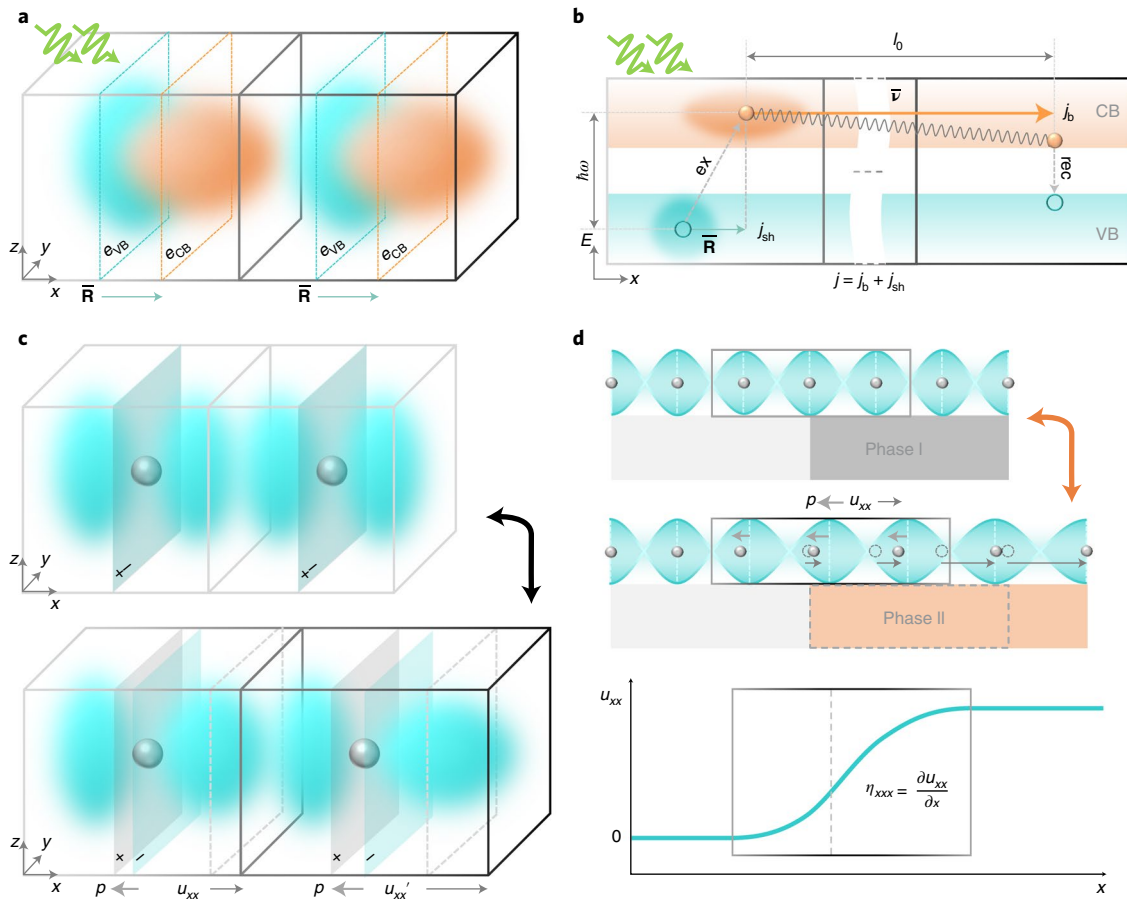 a
e_VB
e_CB
e_VB
e_CB
z
y
x
R̄
R̄
b
l_0
v̄
j_b
CB
ħω
ex
rec
j_sh
R̄
VB
E
x
j = j_b + j_sh
c
+−
+−
z
y
x
+ −
+ −
z
y
x
p
u_xx
p
u_xx′
d
Phase I
p
u_xx
Phase II
u_xx
η_xxx = ∂u_xx/∂x
0
x